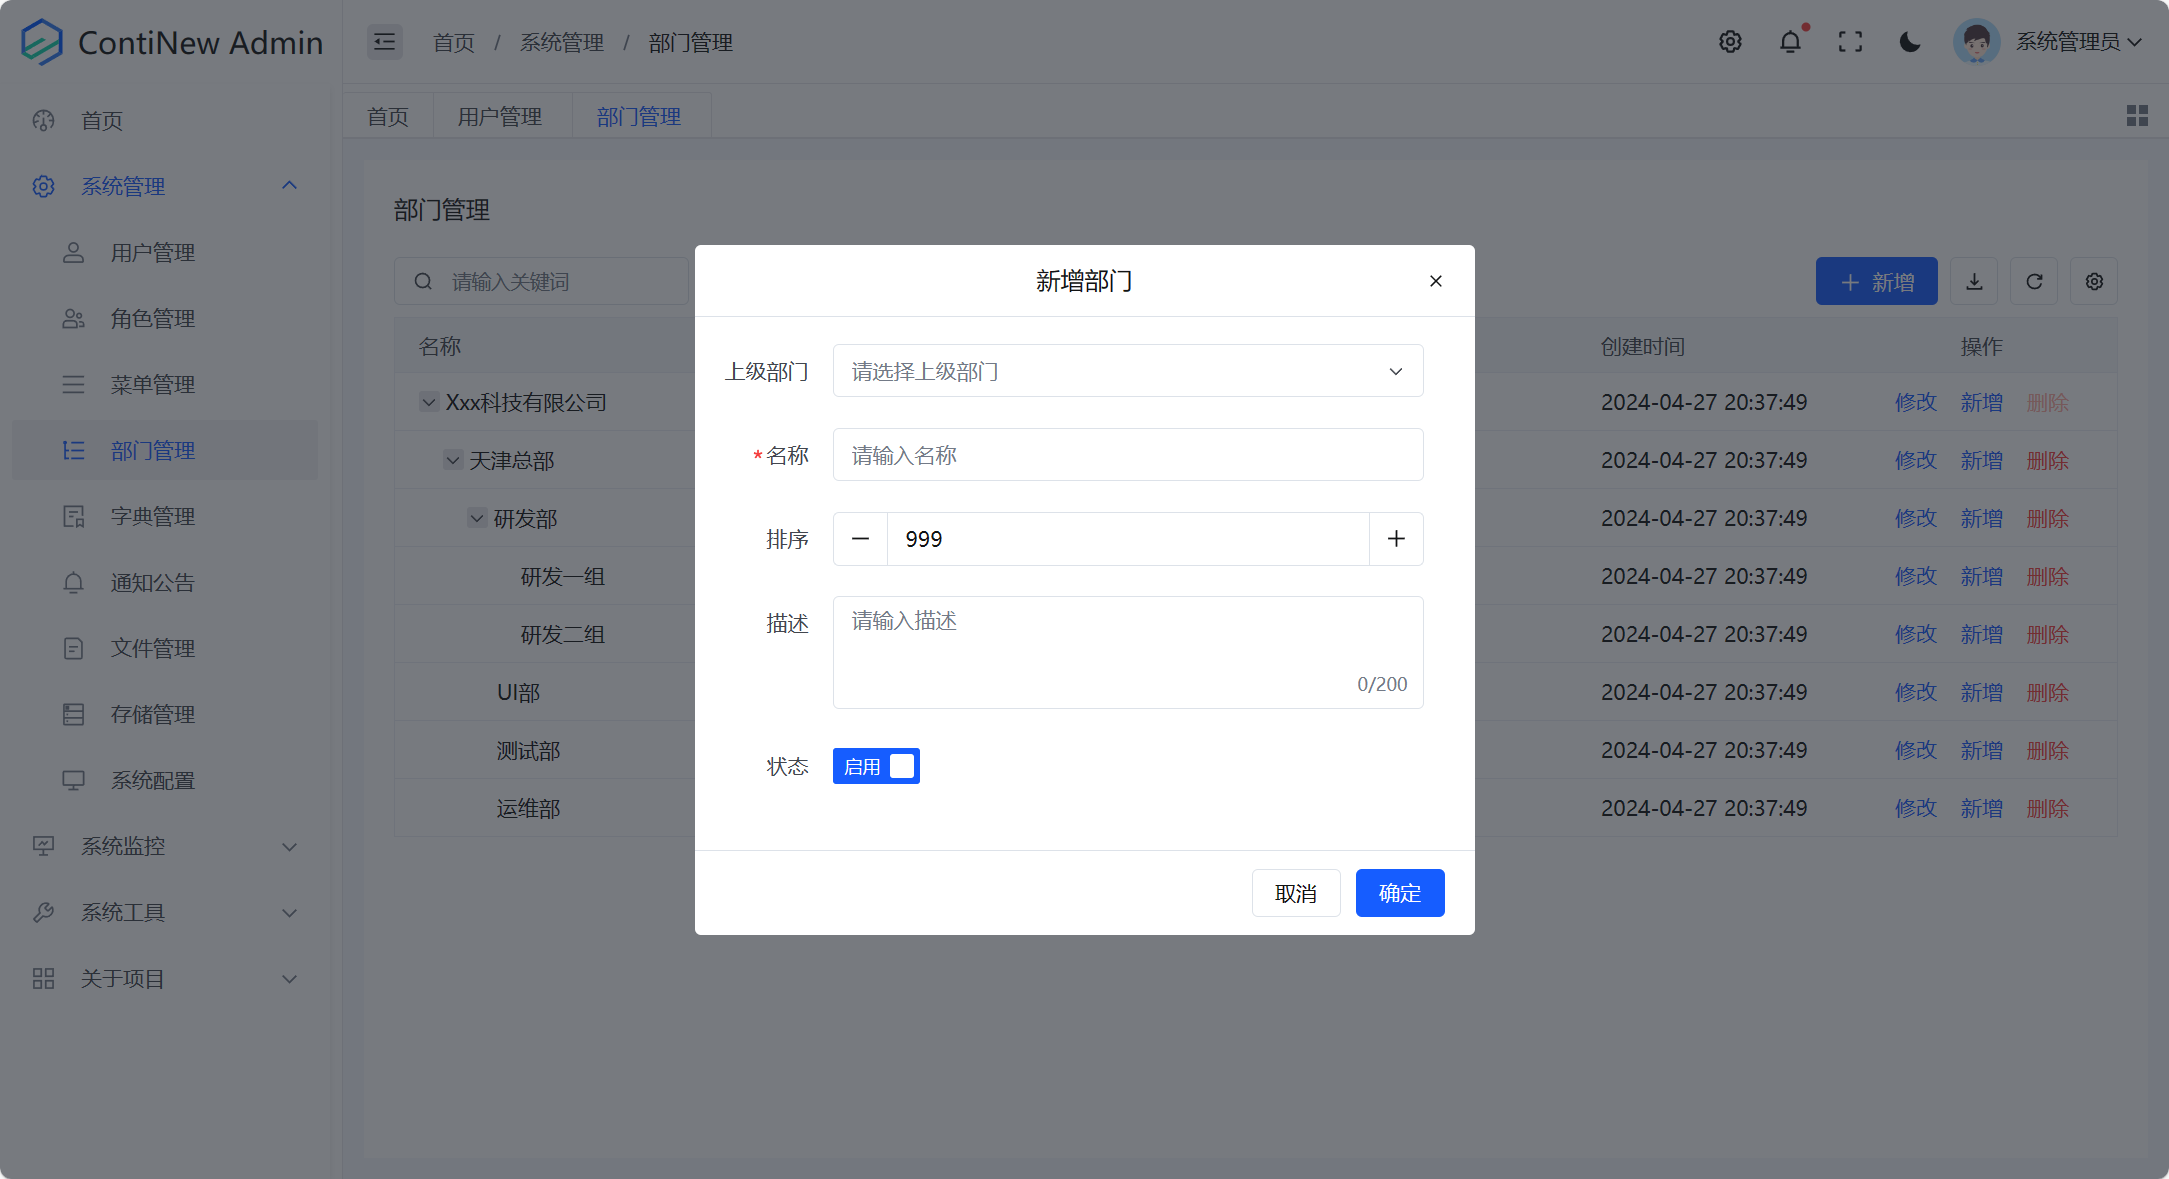 ContiNew Admin
首页 / 系统管理 / 部门管理
系统管理员
首页
系统管理
用户管理
角色管理
菜单管理
部门管理
字典管理
通知公告
文件管理
存储管理
系统配置
系统监控
系统工具
关于项目
首页 用户管理 部门管理
部门管理
请输入关键词
新增
名称 创建时间 操作
Xxx科技有限公司 2024-04-27 20:37:49 修改 新增 删除
天津总部 2024-04-27 20:37:49 修改 新增 删除
研发部 2024-04-27 20:37:49 修改 新增 删除
研发一组 2024-04-27 20:37:49 修改 新增 删除
研发二组 2024-04-27 20:37:49 修改 新增 删除
UI部 2024-04-27 20:37:49 修改 新增 删除
测试部 2024-04-27 20:37:49 修改 新增 删除
运维部 2024-04-27 20:37:49 修改 新增 删除
新增部门
上级部门 请选择上级部门
*名称 请输入名称
排序 999
描述 请输入描述
0/200
状态 启用
取消 确定